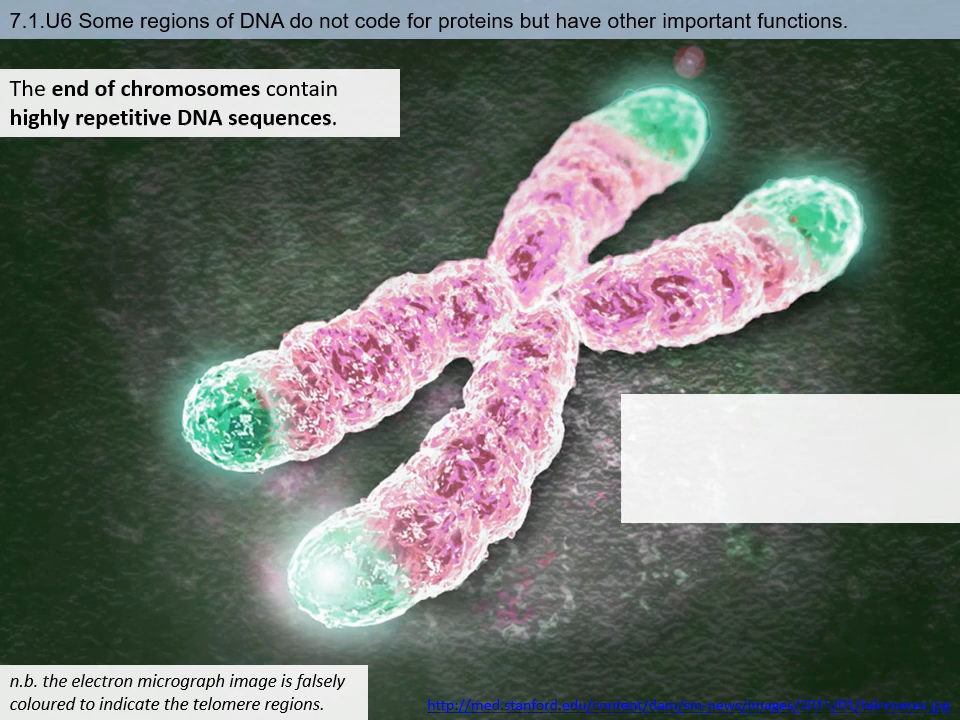 7.1.U6 Some regions of DNA do not code for proteins but have other important functions.
The end of chromosomes contain
highly repetitive DNA sequences.
n.b. the electron micrograph image is falsely
coloured to indicate the telomere regions.